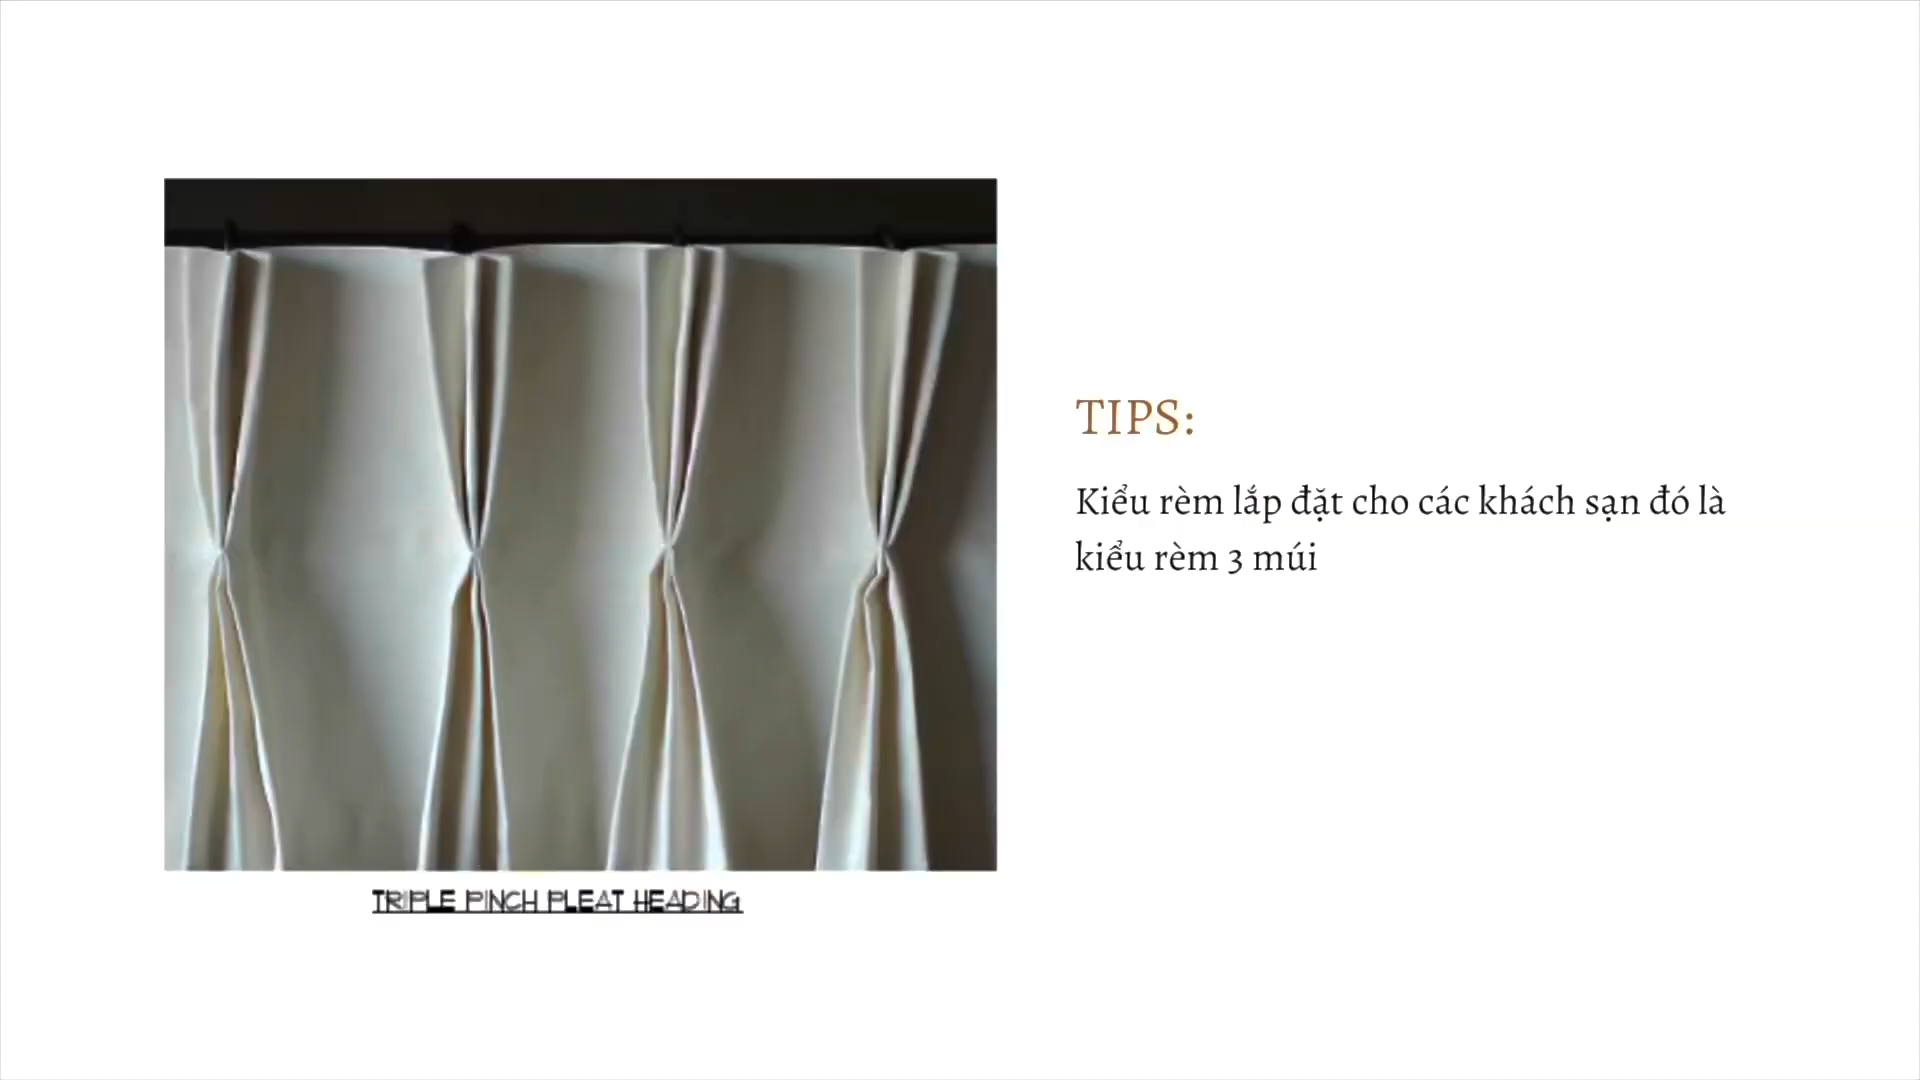 TRIPLE PINCH PLEAT HEADING
TIPS:
Kiểu rèm lắp đặt cho các khách sạn đó là
kiểu rèm 3 múi